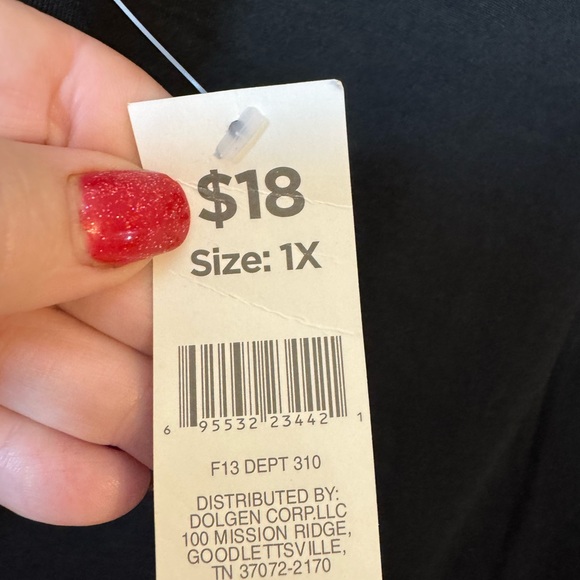 $18
Size: 1X
6 95532 23442 1
F13 DEPT 310
DISTRIBUTED BY:
DOLGEN CORP.LLC
100 MISSION RIDGE,
GOODLETTSVILLE,
TN 37072-2170